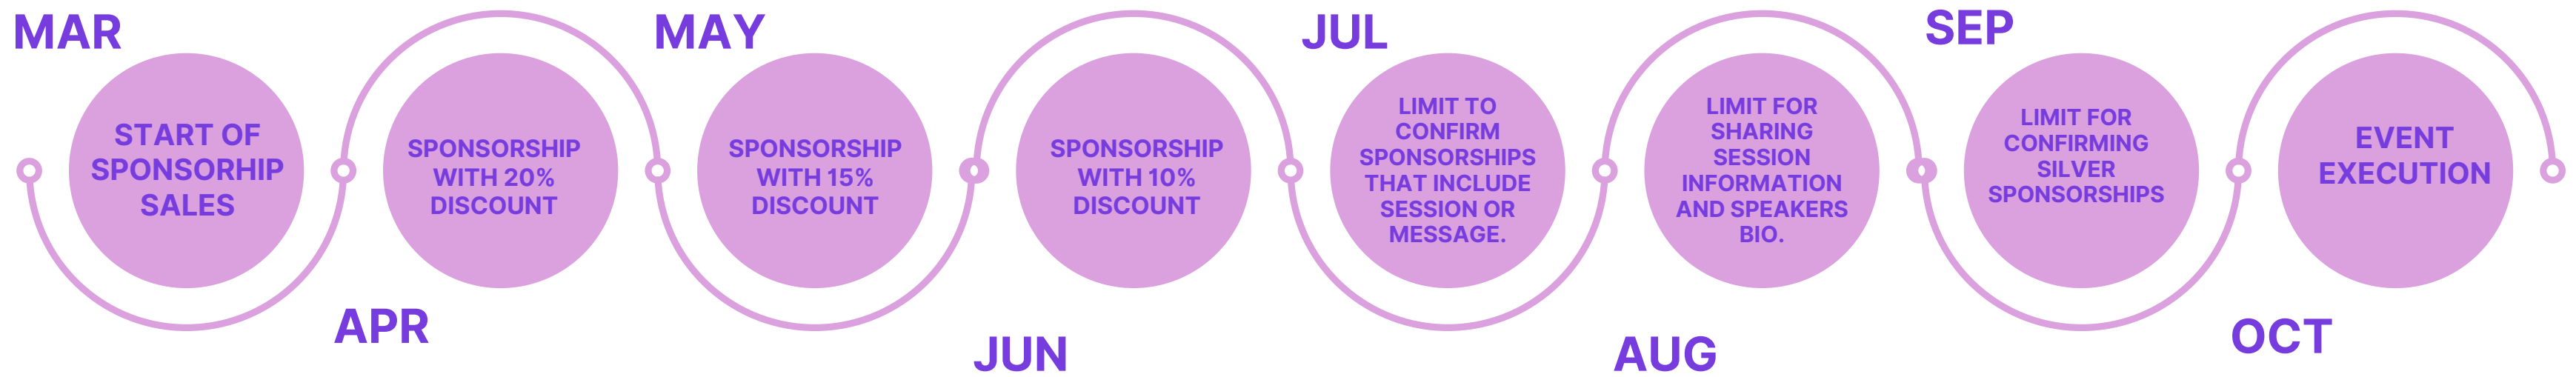 MAR
START OF
SPONSORHIP
SALES
APR
SPONSORSHIP
WITH 20%
DISCOUNT
MAY
SPONSORSHIP
WITH 15%
DISCOUNT
JUN
SPONSORSHIP
WITH 10%
DISCOUNT
JUL
LIMIT TO
CONFIRM
SPONSORSHIPS
THAT INCLUDE
SESSION OR
MESSAGE.
AUG
LIMIT FOR
SHARING
SESSION
INFORMATION
AND SPEAKERS
BIO.
SEP
LIMIT FOR
CONFIRMING
SILVER
SPONSORSHIPS
OCT
EVENT
EXECUTION